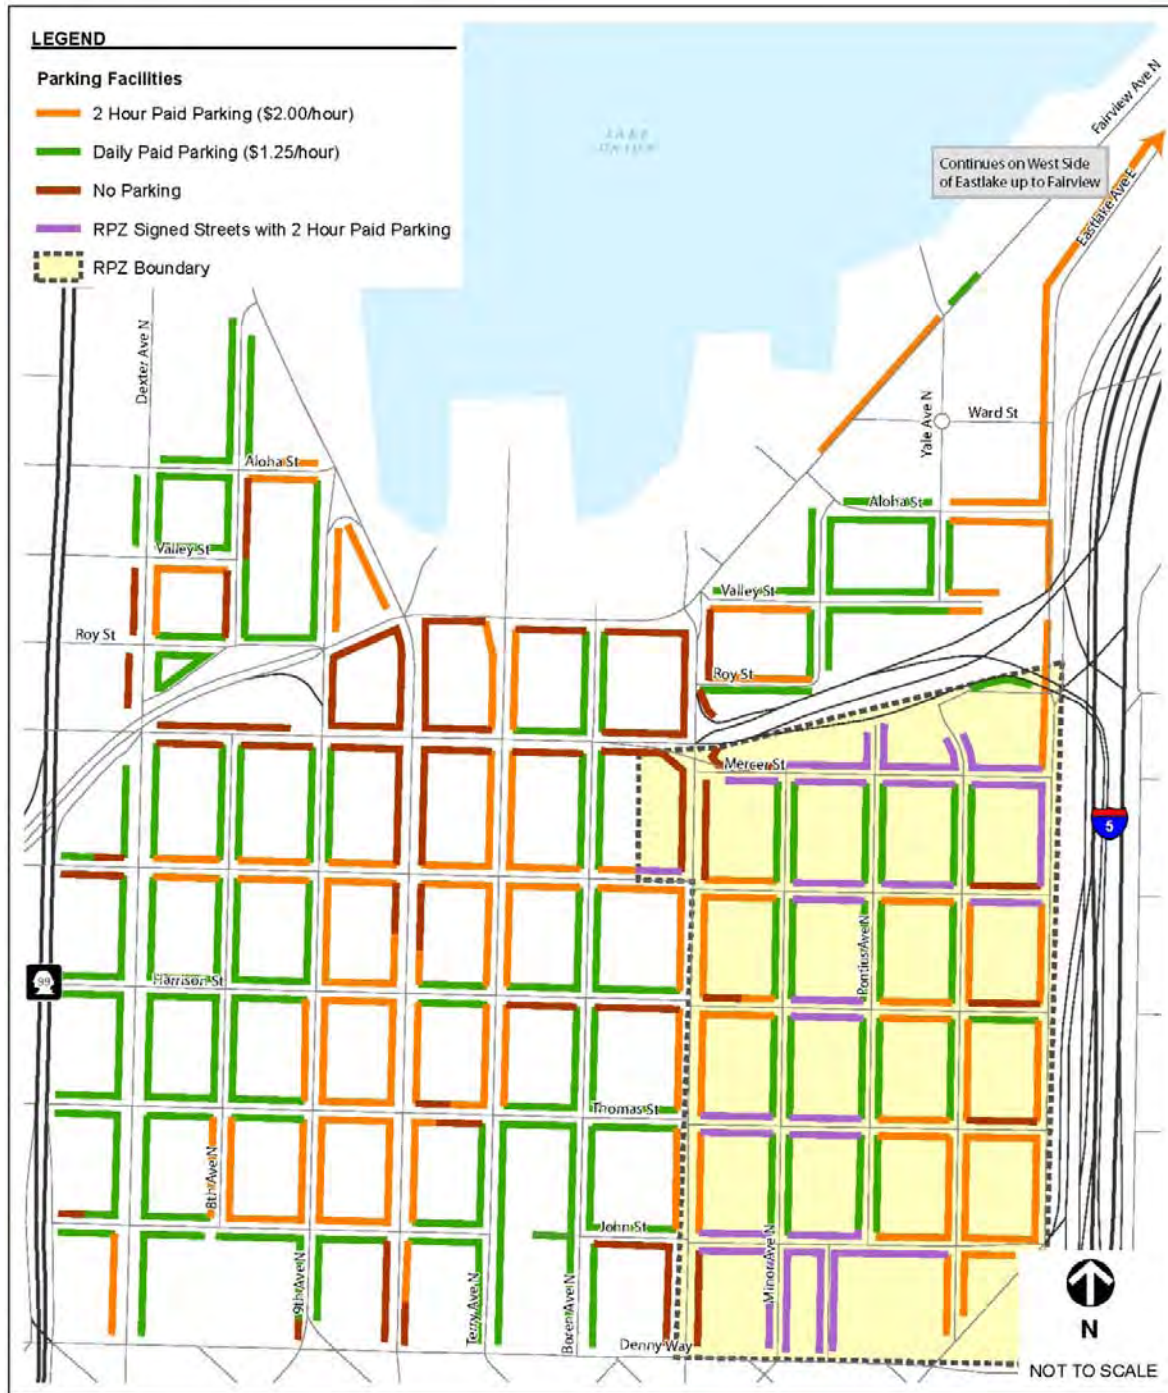 LEGEND
Parking Facilities
2 Hour Paid Parking ($2.00/hour)
Daily Paid Parking ($1.25/hour)
No Parking
RPZ Signed Streets with 2 Hour Paid Parking
RPZ Boundary
LAKE
Fairview Ave N
Continues on West Side
of Eastlake up to Fairview
Eastlake Ave E
Dexter Ave N
Yale Ave N
Ward St
Aloha St
Aloha St
Valley St
Valley St
Roy St
Roy St
Mercer St
5
Pontius Ave N
99
Harrison St
Thomas St
8th Ave N
John St
9th Ave N
Terry Ave N
Boren Ave N
Minor Ave N
Denny Way
N
NOT TO SCALE